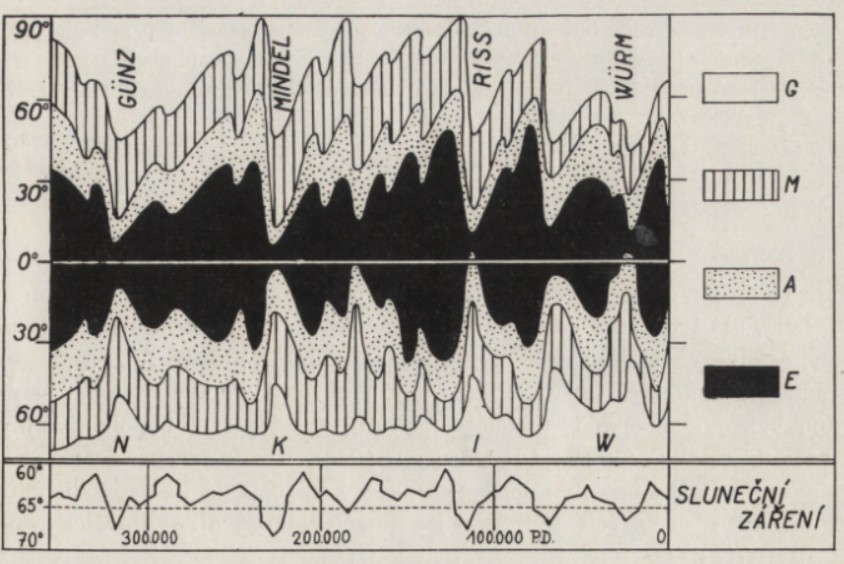 90°
60°
30°
0°
30°
60°
GÜNZ
MINDEL
RISS
WÜRM
G
M
A
E
N
K
I
W
60°
65°
70°
300.000
200.000
100.000 P.D.
0
SLUNEČNÍ
ZÁŘENÍ